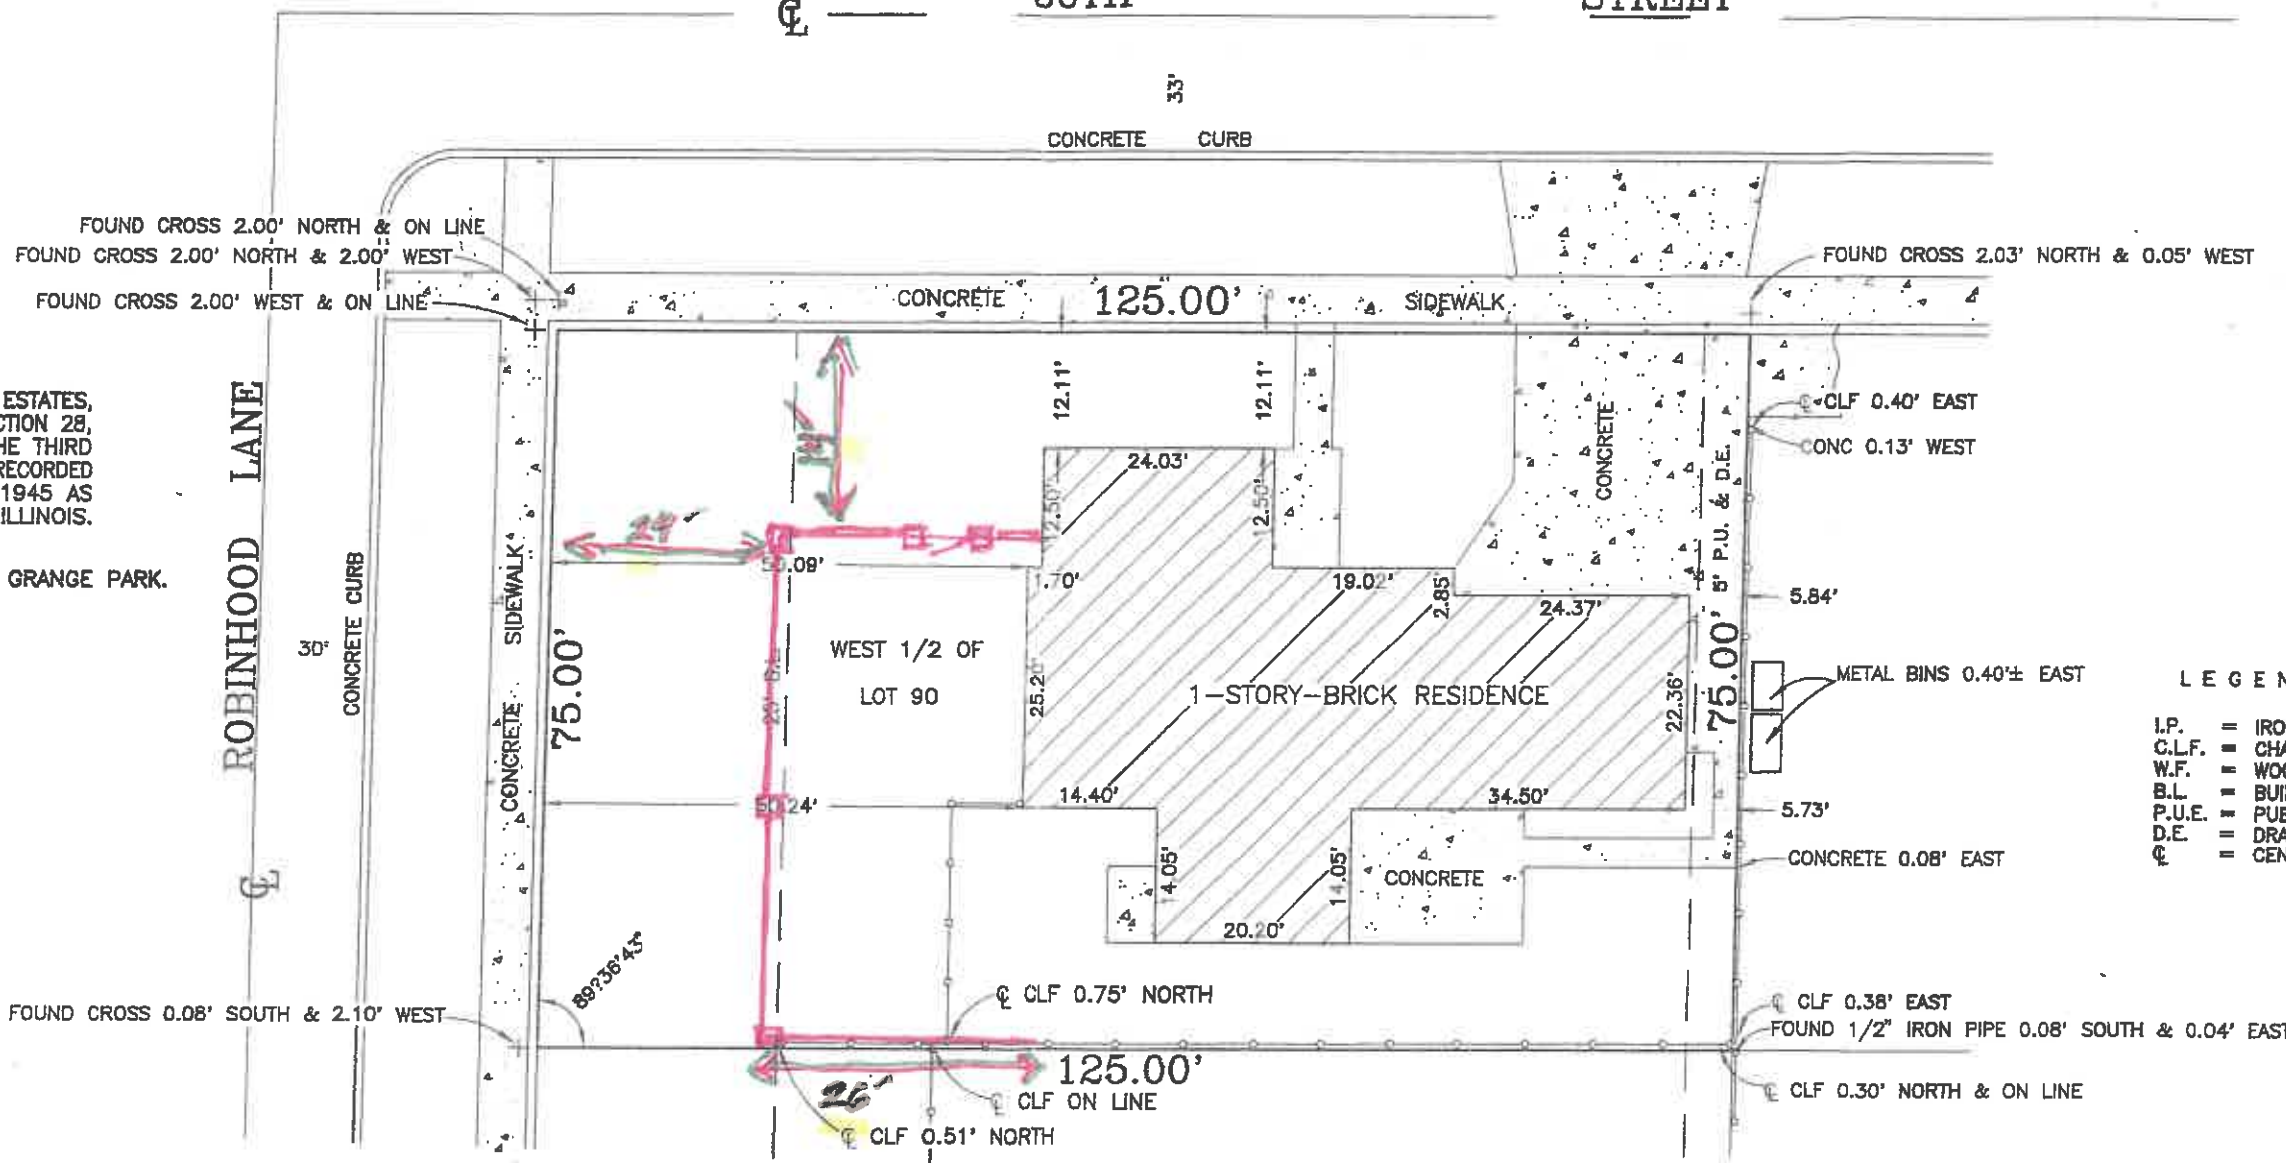 ℄
STREET
33'
CONCRETE CURB
FOUND CROSS 2.00' NORTH & ON LINE
FOUND CROSS 2.00' NORTH & 2.00' WEST
FOUND CROSS 2.00' WEST & ON LINE
FOUND CROSS 2.03' NORTH & 0.05' WEST
CONCRETE
125.00'
SIDEWALK
ESTATES,
CTION 28,
HE THIRD
RECORDED
1945 AS
ILLINOIS.
GRANGE PARK.
ROBINHOOD LANE
℄
30'
CONCRETE CURB
CONCRETE SIDEWALK
75.00'
12.11'
12.11'
℄ CLF 0.40' EAST
CONC 0.13' WEST
24.03'
12.50'
12.50'
CONCRETE
5' P.U. & D.E.
50.09'
1.70'
19.02'
2.85
24.37'
5.84'
WEST 1/2 OF
LOT 90
25.20'
1-STORY-BRICK RESIDENCE
22.36'
75.00'
METAL BINS 0.40'± EAST
LEGEN
I.P. = IRO
C.L.F. = CHA
W.F. = WOO
B.L. = BUI
P.U.E. = PUB
D.E. = DRA
℄ = CEN
50.24'
14.40'
34.50'
5.73'
14.05'
14.05'
CONCRETE
CONCRETE 0.08' EAST
20.20'
89?36'43"
FOUND CROSS 0.08' SOUTH & 2.10' WEST
℄ CLF 0.75' NORTH
℄ CLF 0.38' EAST
FOUND 1/2" IRON PIPE 0.08' SOUTH & 0.04' EAST
125.00'
26'
℄ CLF ON LINE
℄ CLF 0.30' NORTH & ON LINE
℄ CLF 0.51' NORTH